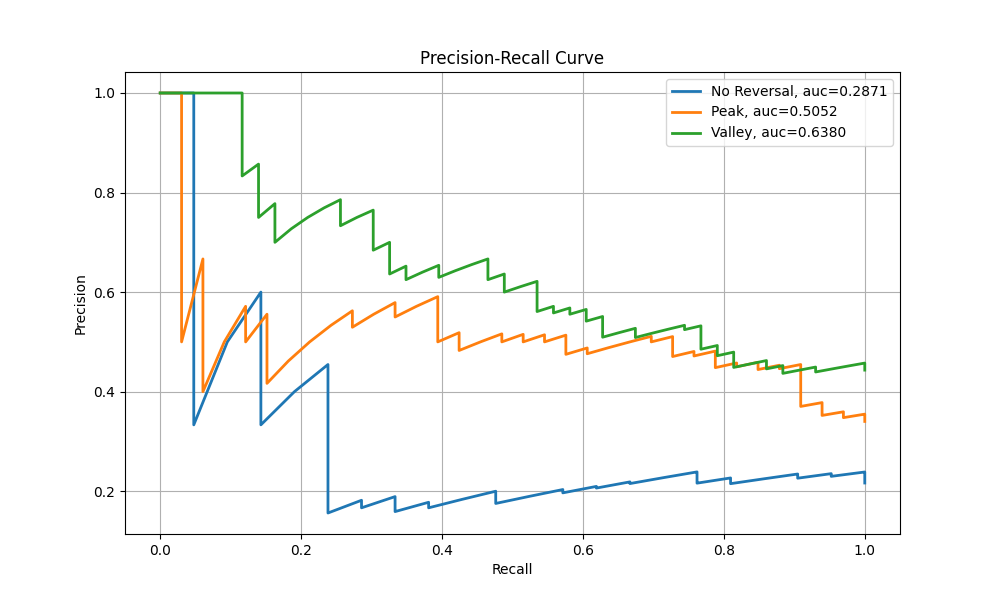 Precision-Recall Curve
No Reversal, auc=0.2871
Peak, auc=0.5052
Valley, auc=0.6380
1.0
0.8
0.6
0.4
0.2
Precision
0.0 0.2 0.4 0.6 0.8 1.0
Recall